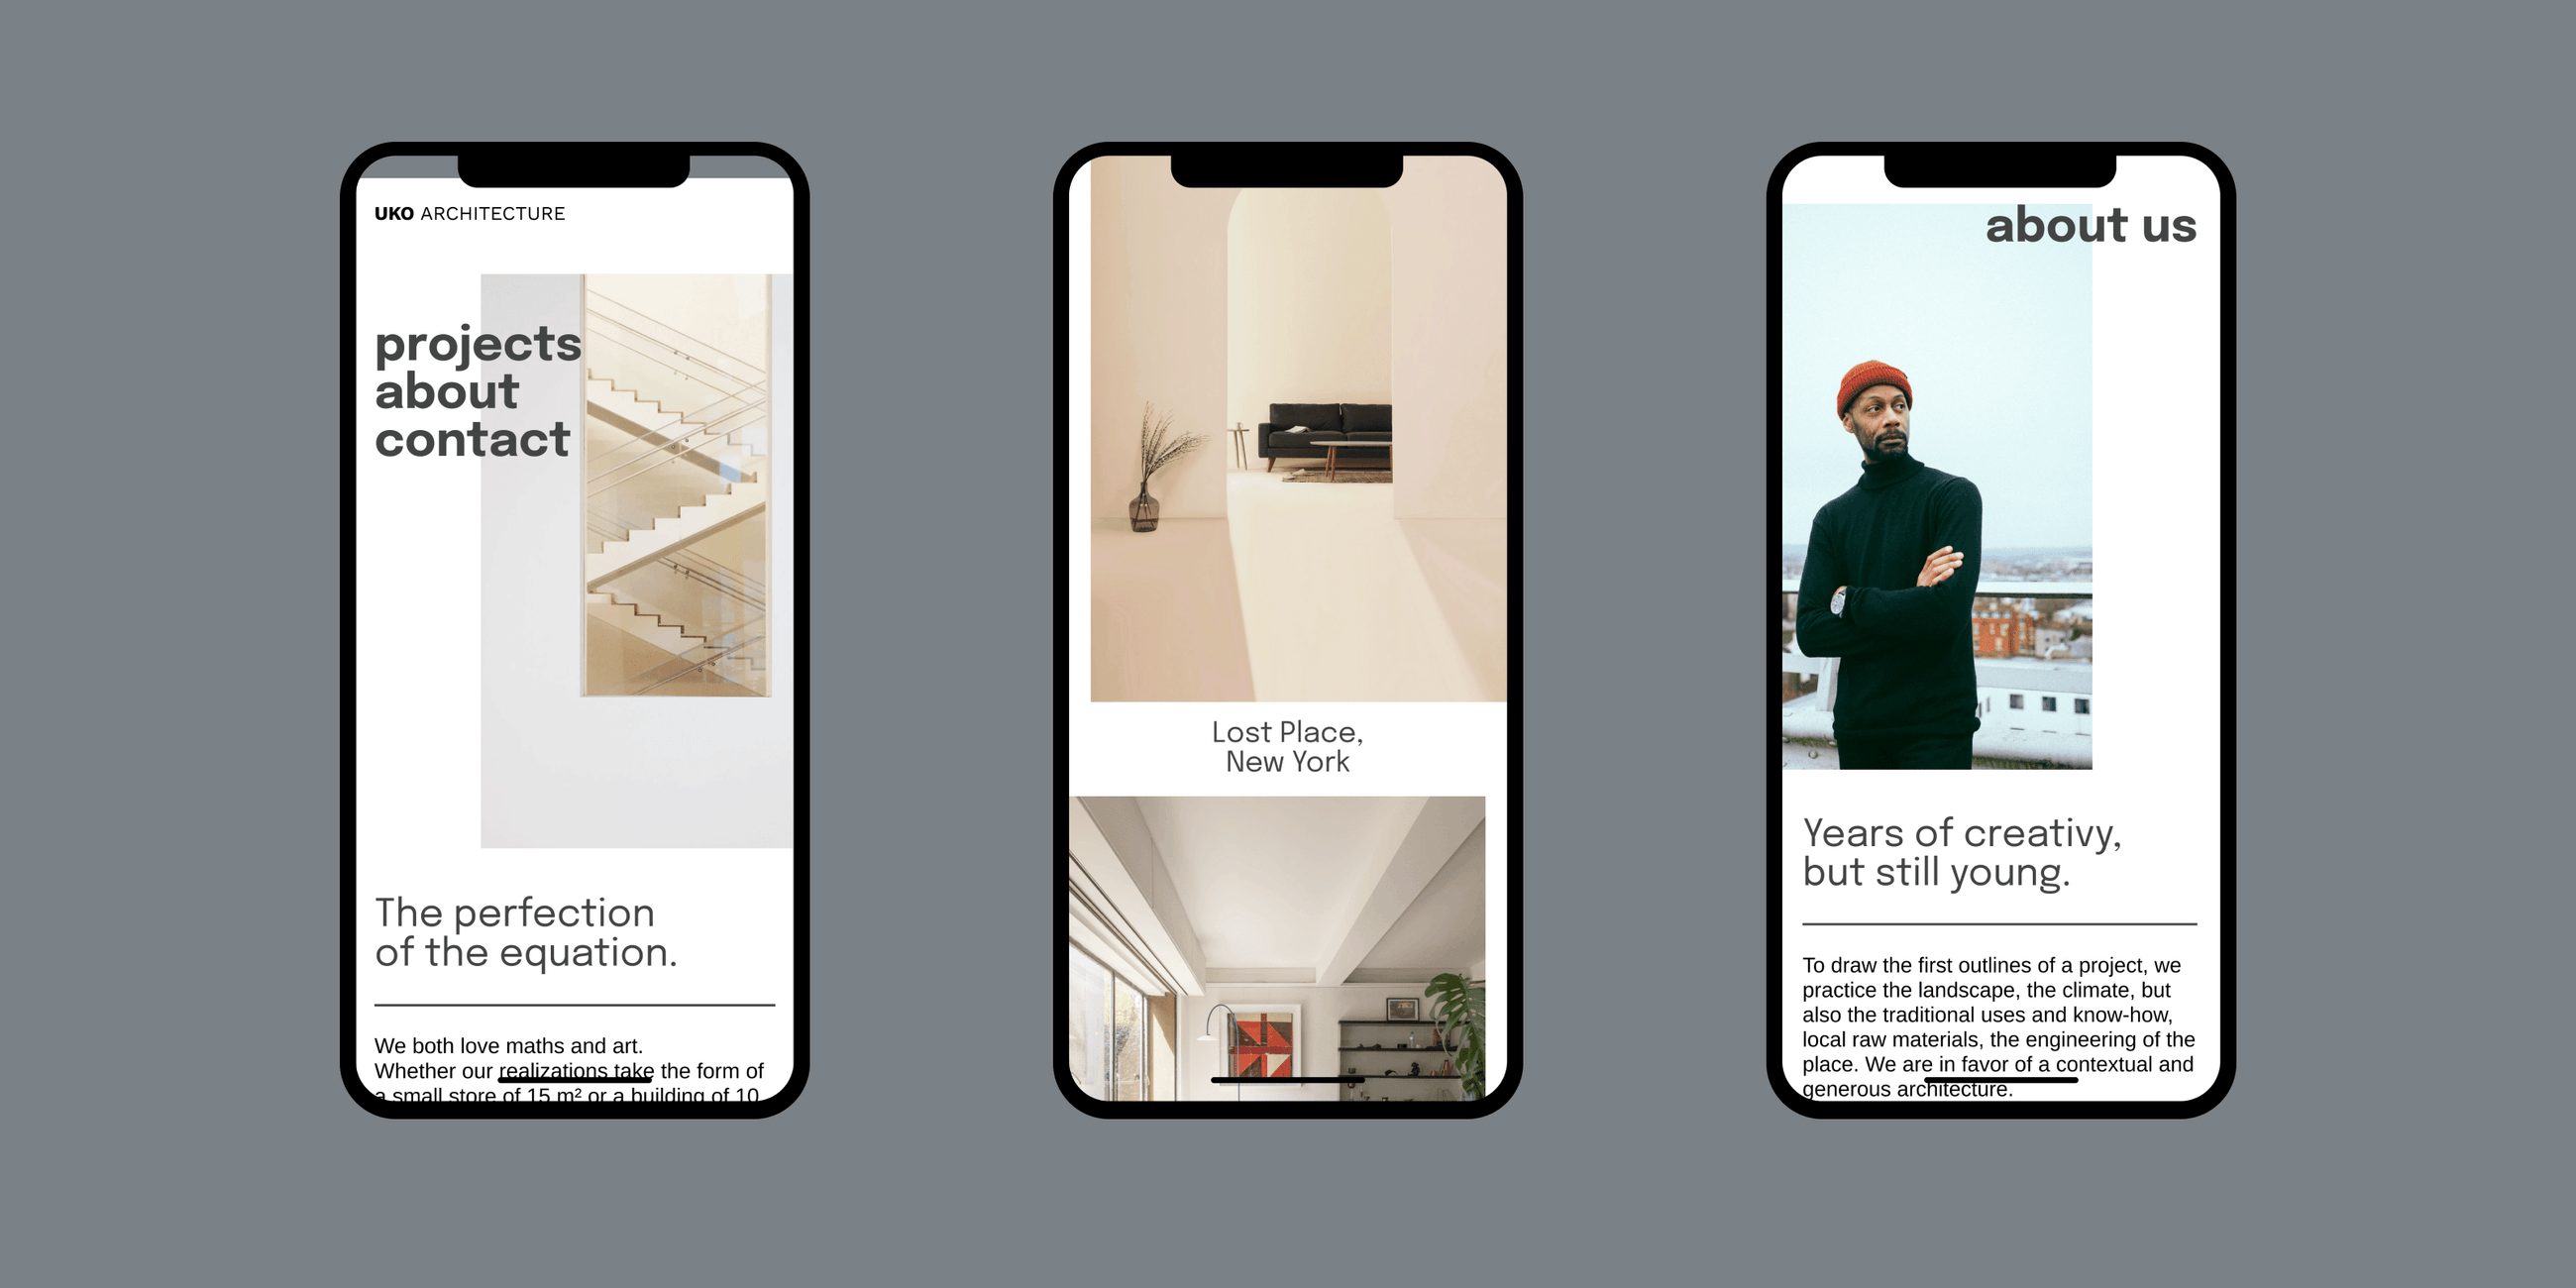 UKO ARCHITECTURE
projects
about
contact
The perfection
of the equation.
We both love maths and art.
Whether our realizations take the form of
a small store of 15 m² or a building of 10
Lost Place,
New York
about us
Years of creativy,
but still young.
To draw the first outlines of a project, we
practice the landscape, the climate, but
also the traditional uses and know-how,
local raw materials, the engineering of the
place. We are in favor of a contextual and
generous architecture.